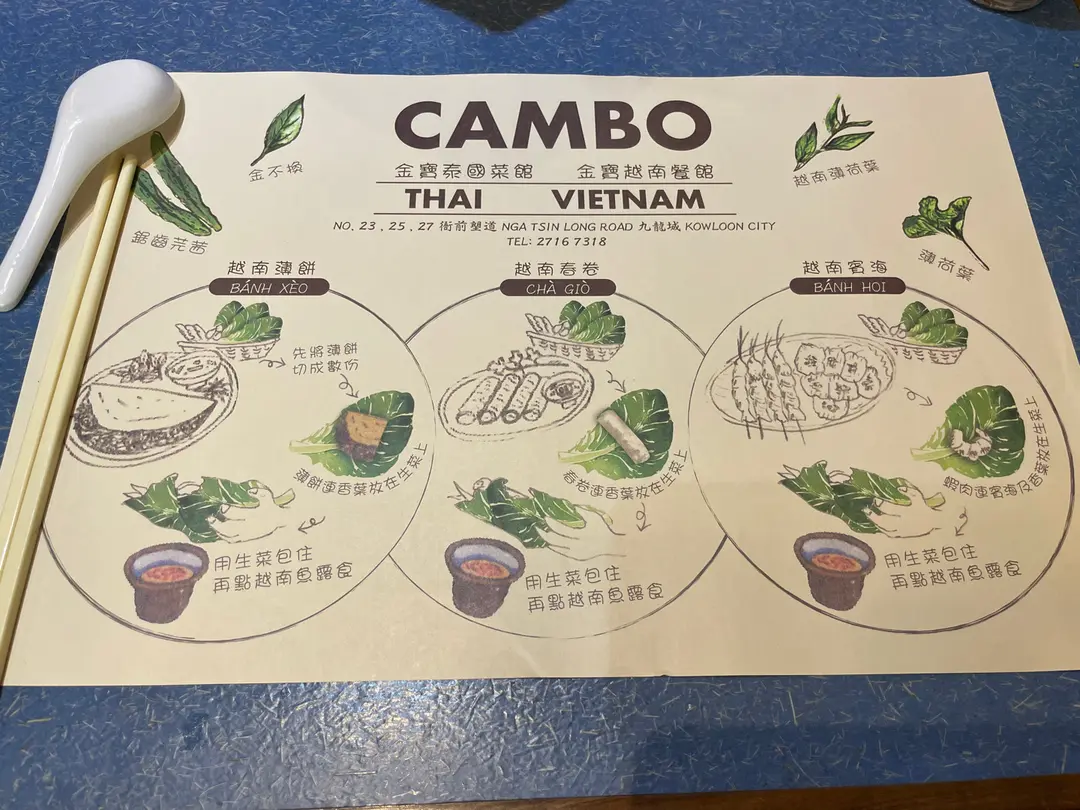 CAMBO
金寶泰國菜館 金寶越南餐館
THAI VIETNAM
NO. 23 , 25 , 27 衙前塱道 NGA TSIN LONG ROAD 九龍城 KOWLOON CITY
TEL: 2716 7318
金不換
鋸齒芫茜
越南薄荷葉
薄荷葉
越南薄餅
BÁNH XÈO
先將薄餅
切成數份
薄餅連香葉放在生菜上
用生菜包住
再點越南魚露食
越南春卷
CHÀ GIÒ
春卷連香葉放在生菜上
用生菜包住
再點越南魚露食
越南賓海
BÁNH HOI
蝦肉連賓海及香葉放在生菜上
用生菜包住
再點越南魚露食